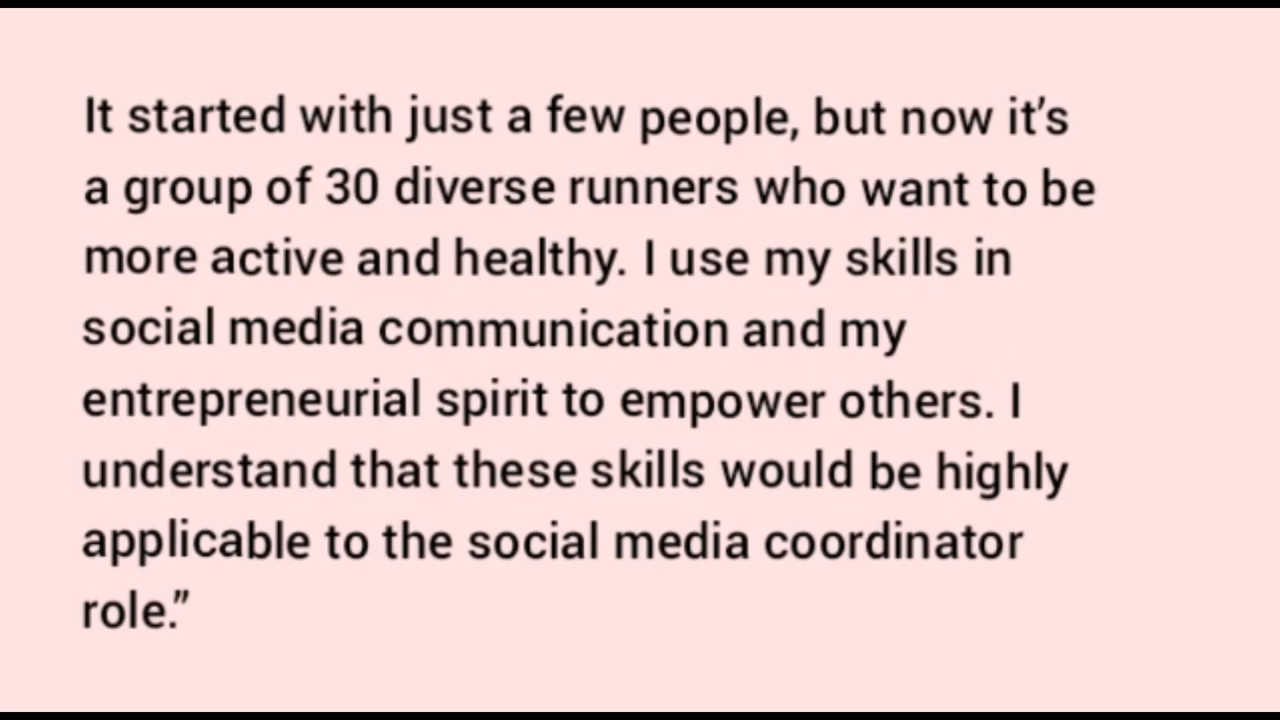 It started with just a few people, but now it’s
a group of 30 diverse runners who want to be
more active and healthy. I use my skills in
social media communication and my
entrepreneurial spirit to empower others. I
understand that these skills would be highly
applicable to the social media coordinator
role.”